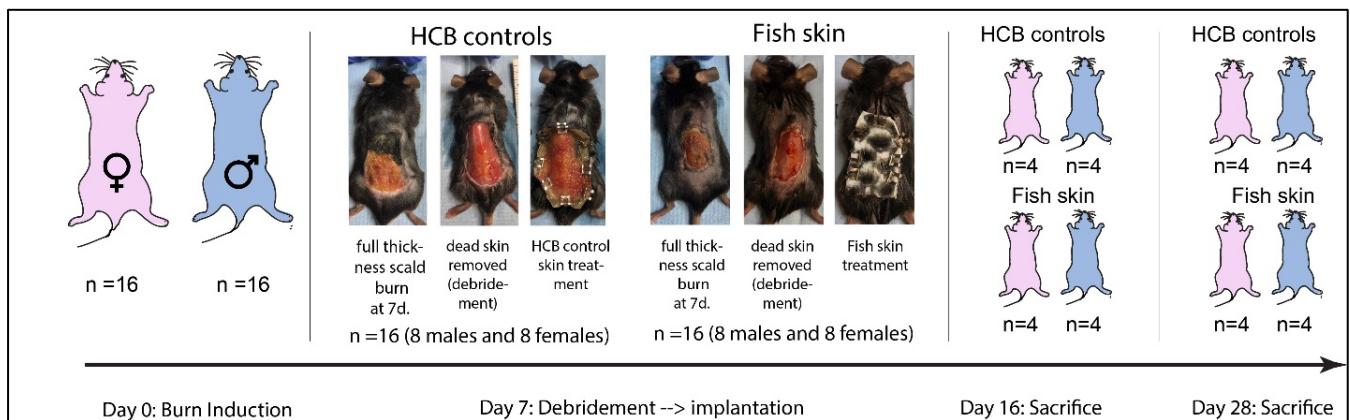 HCB controls
Fish skin
HCB controls
HCB controls
n=4
n=4
n=4
n=4
Fish skin
Fish skin
n=4
n=4
n=4
n=4
♀
♂
n =16
n =16
full thick-
ness scald
burn
at 7d.
dead skin
removed
(debride-
ment)
HCB control
skin treat-
ment
full thick-
ness scald
burn
at 7d.
dead skin
removed
(debride-
ment)
Fish skin
treatment
n =16 (8 males and 8 females)
n =16 (8 males and 8 females)
Day 0: Burn Induction
Day 7: Debridement --> implantation
Day 16: Sacrifice
Day 28: Sacrifice